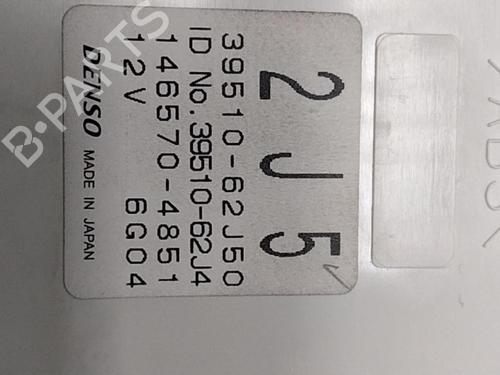 2J5
39510-62J50
ID No.39510-62J4
146570-4851
12V 6G04
DENSO MADE IN JAPAN
B-PARTS